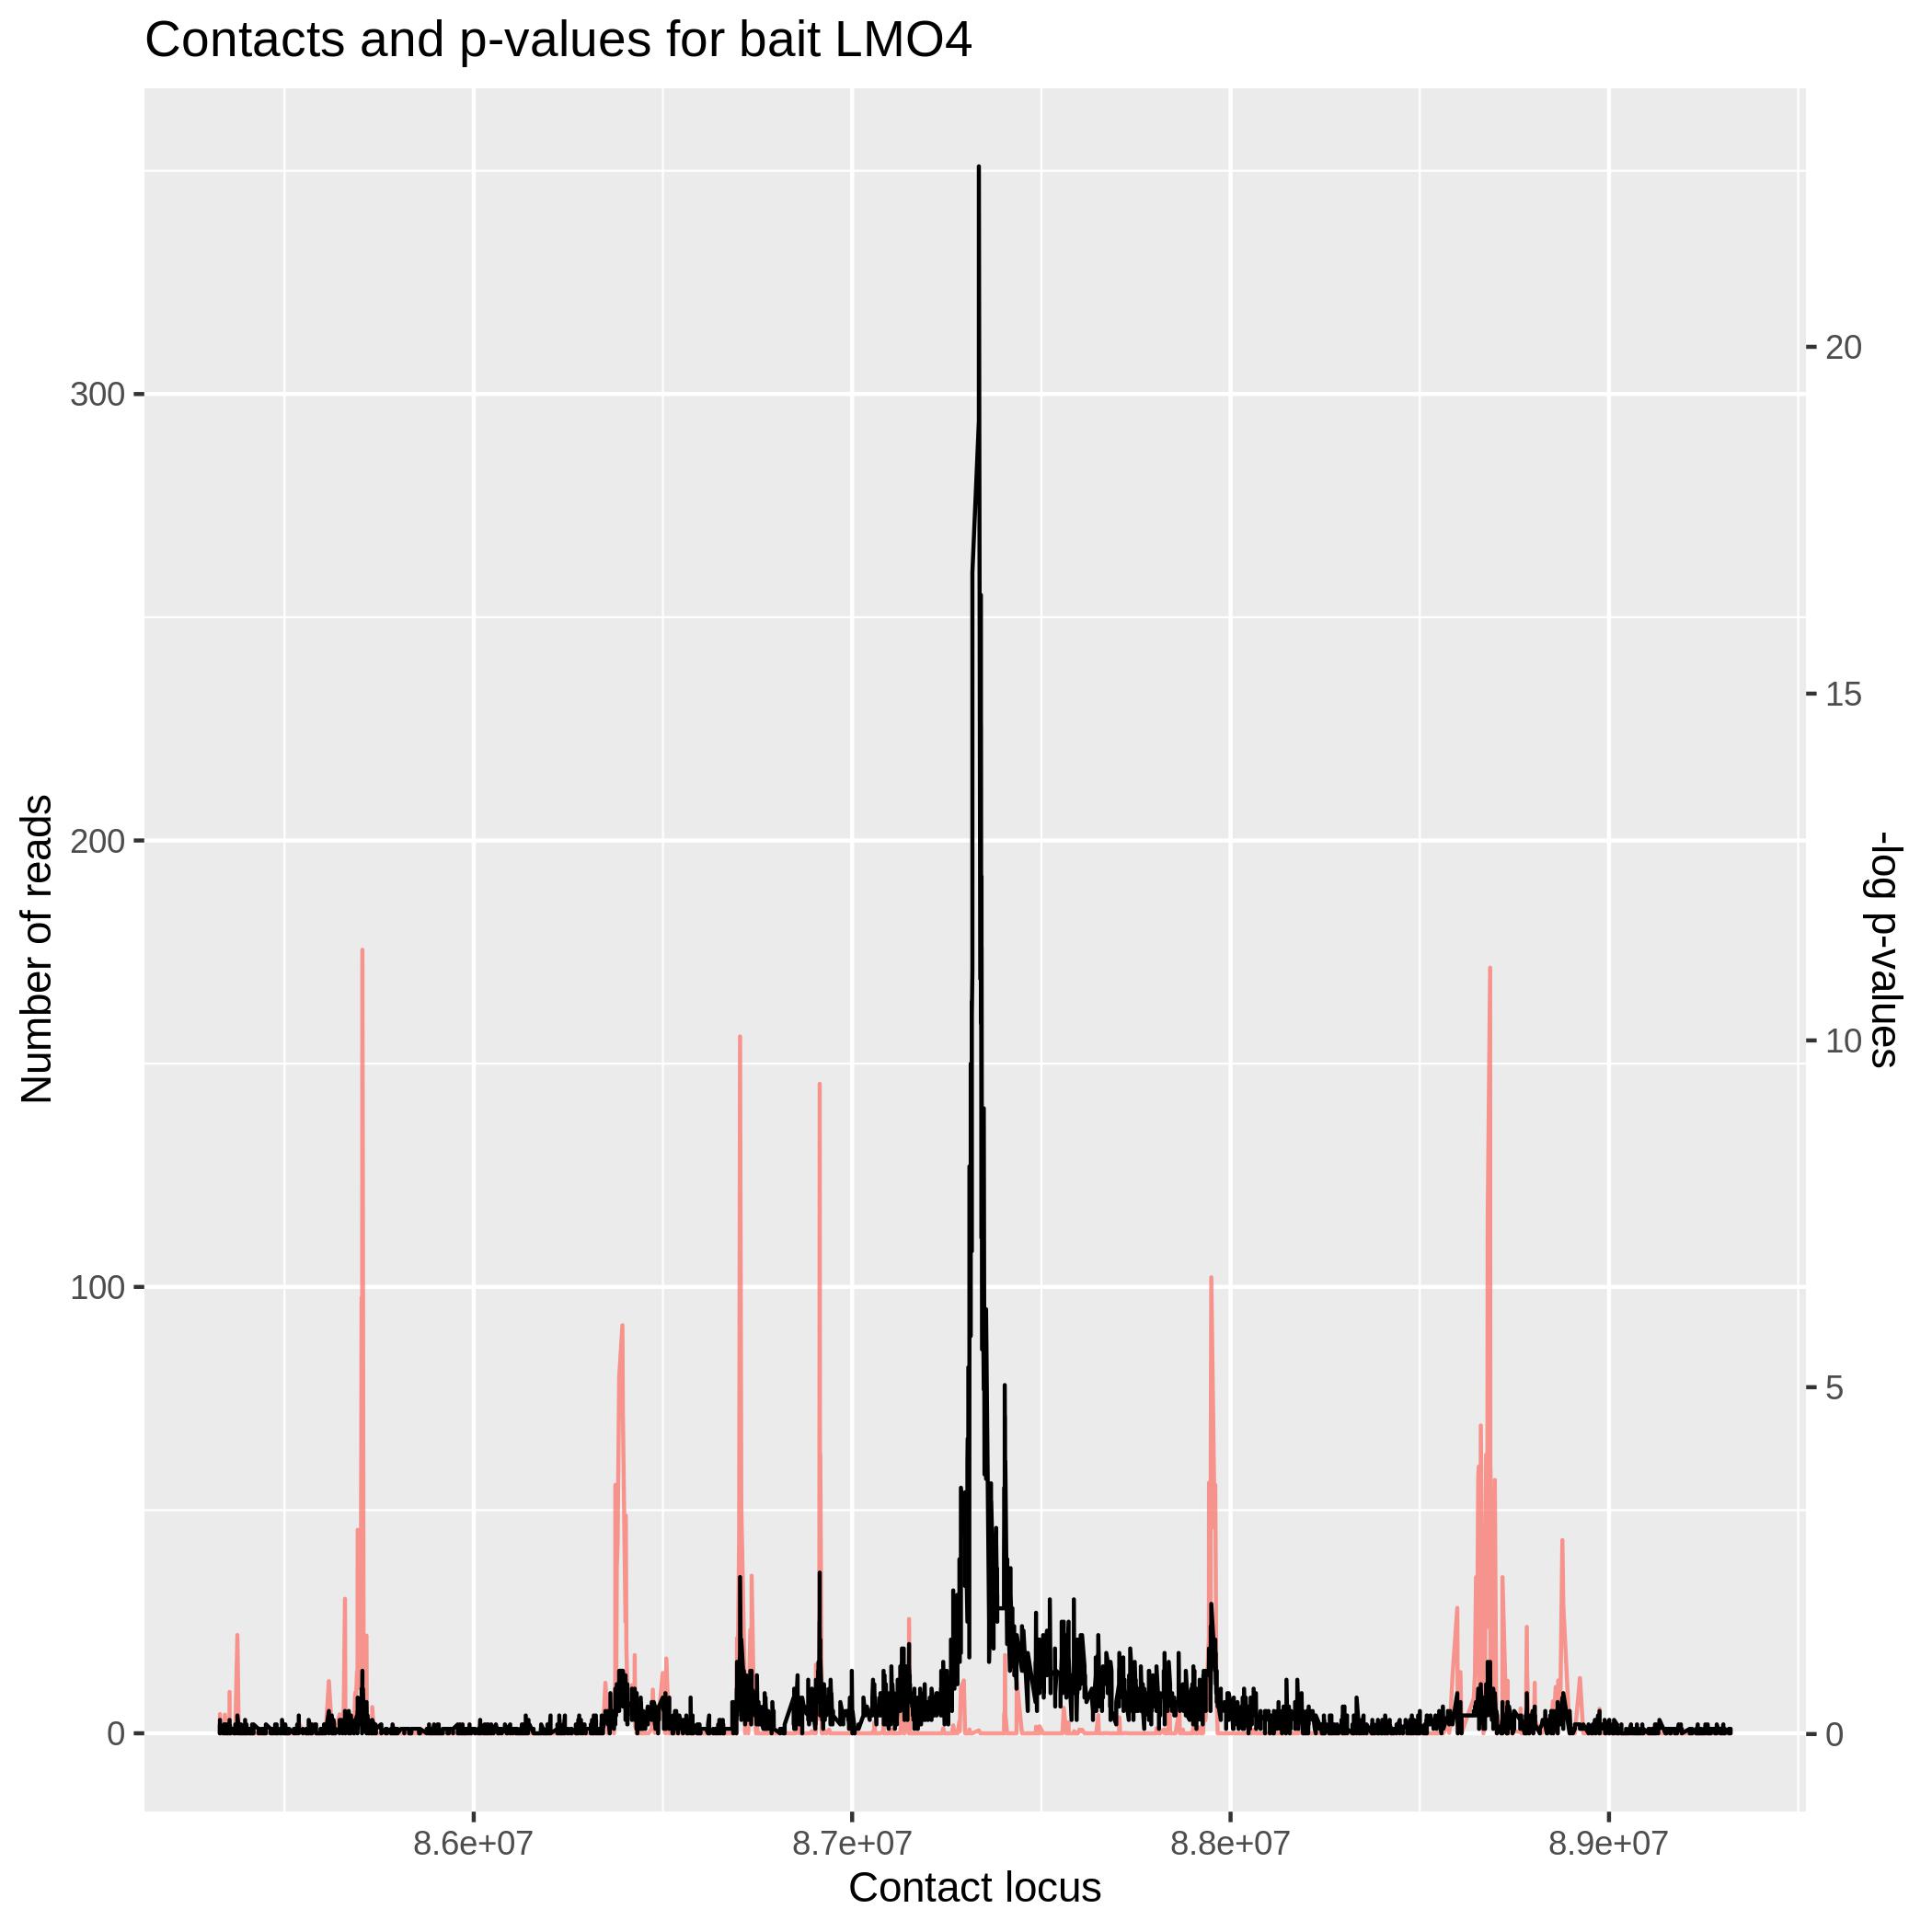 Contacts and p-values for bait LMO4
Number of reads
300
200
100
0
20
15
10
5
0
-log p-values
8.6e+07 8.7e+07 8.8e+07 8.9e+07
Contact locus